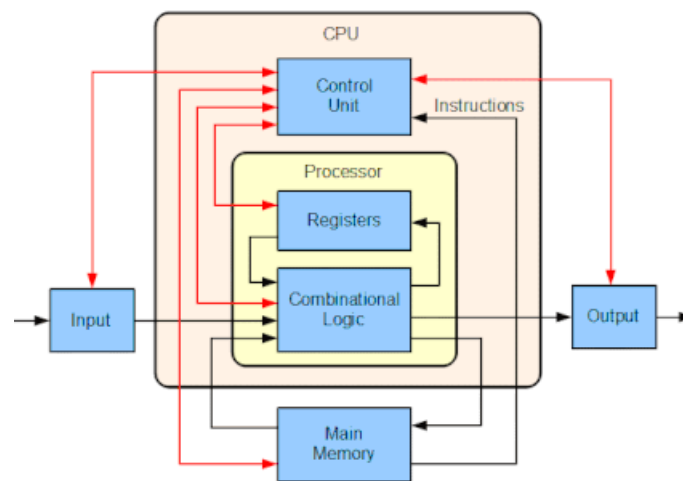 CPU
Control
Unit
Instructions
Processor
Registers
Combinational
Logic
Input
Output
Main
Memory